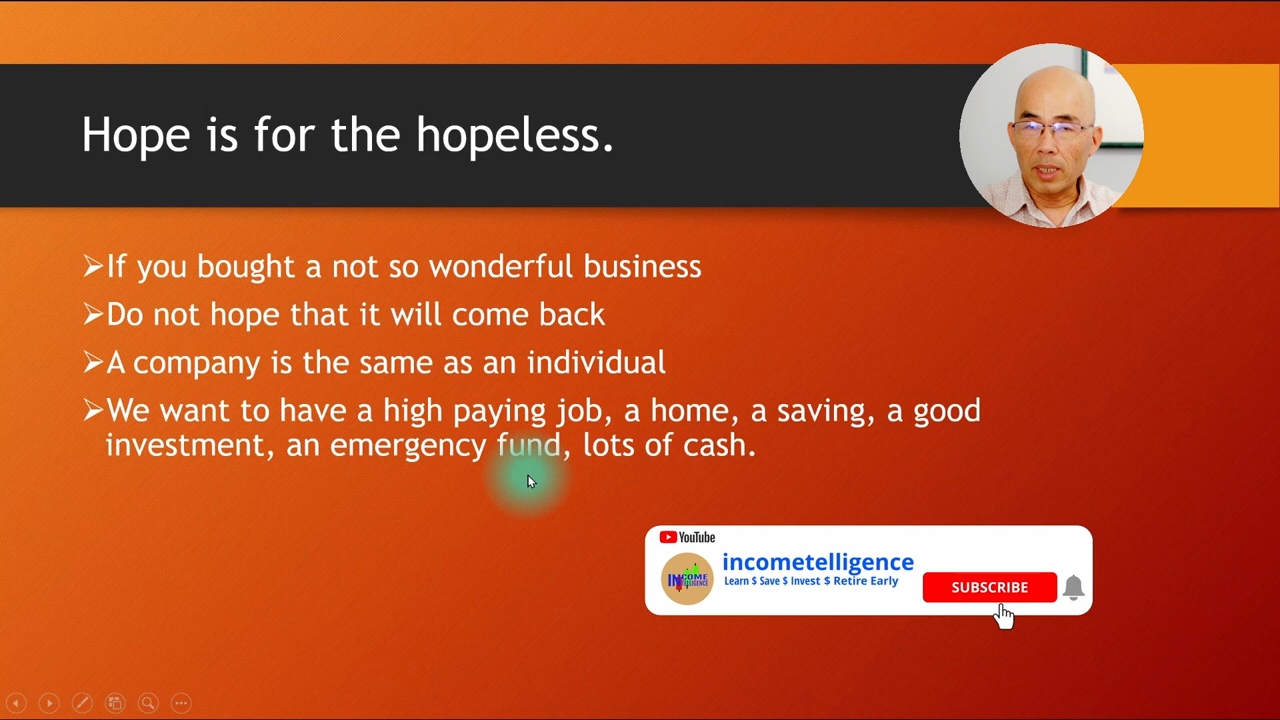 Hope is for the hopeless.
➢If you bought a not so wonderful business
➢Do not hope that it will come back
➢A company is the same as an individual
➢We want to have a high paying job, a home, a saving, a good
investment, an emergency fund, lots of cash.
YouTube
incometelligence
Learn $ Save $ Invest $ Retire Early
INCOME
TELLIGENCE
SUBSCRIBE